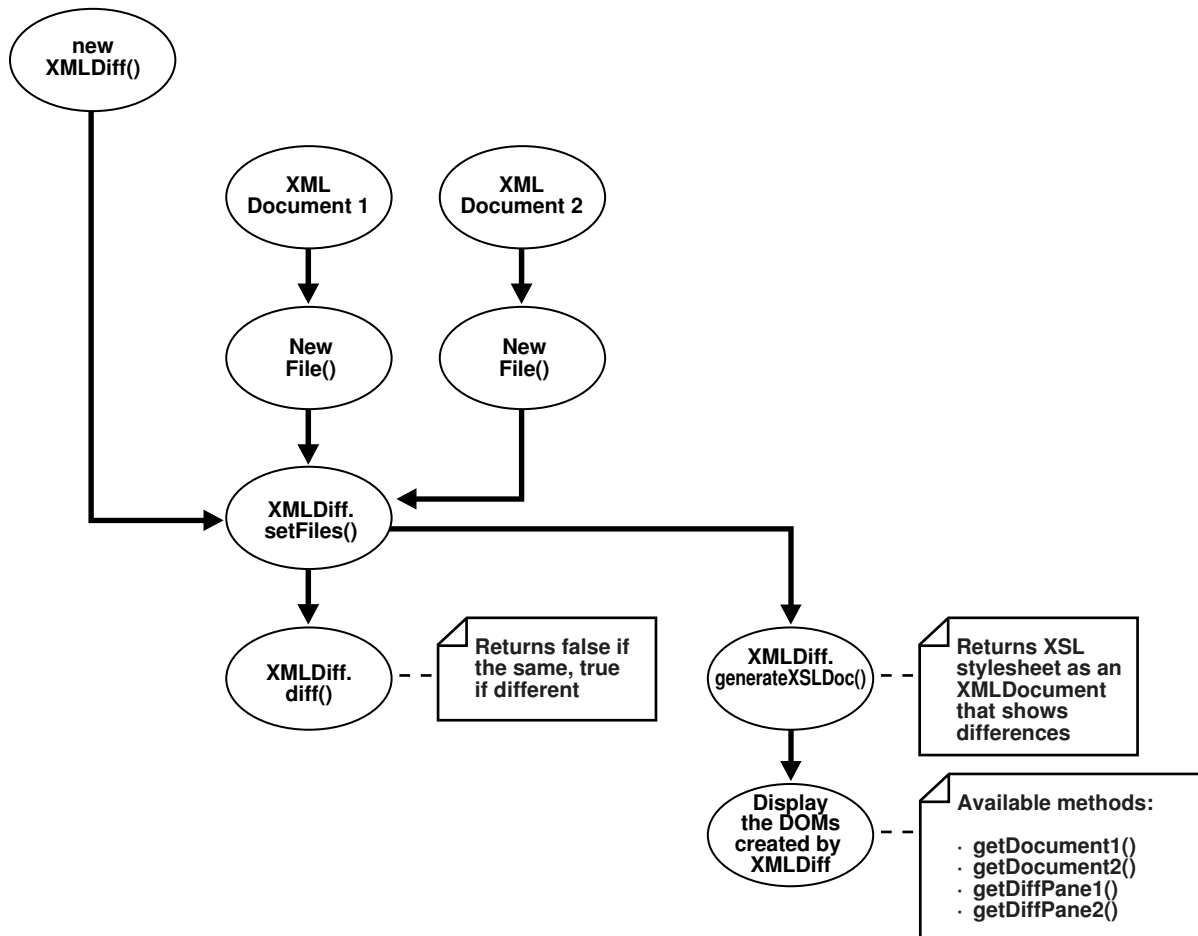 new
XMLDiff()
XML
Document 1
XML
Document 2
New
File()
New
File()
XMLDiff.
setFiles()
XMLDiff.
diff()
Returns false if
the same, true
if different
XMLDiff.
generateXSLDoc()
Returns XSL
stylesheet as an
XMLDocument
that shows
differences
Display
the DOMs
created by
XMLDiff
Available methods:
· getDocument1()
· getDocument2()
· getDiffPane1()
· getDiffPane2()